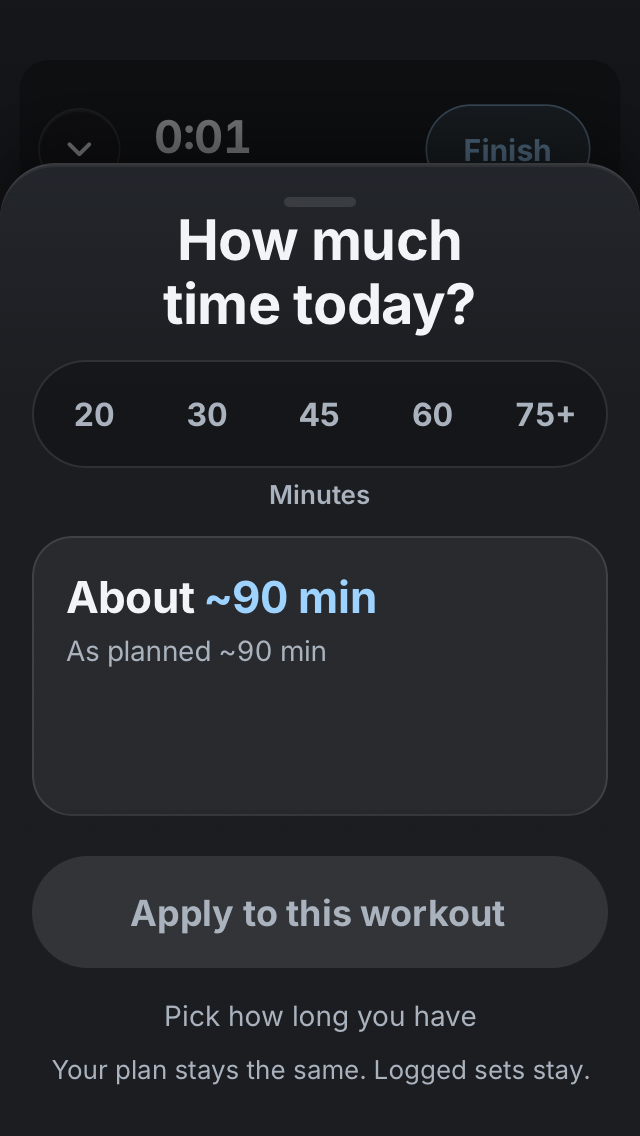 0:01
Finish
How much
time today?
20 30 45 60 75+
Minutes
About ~90 min
As planned ~90 min
Apply to this workout
Pick how long you have
Your plan stays the same. Logged sets stay.